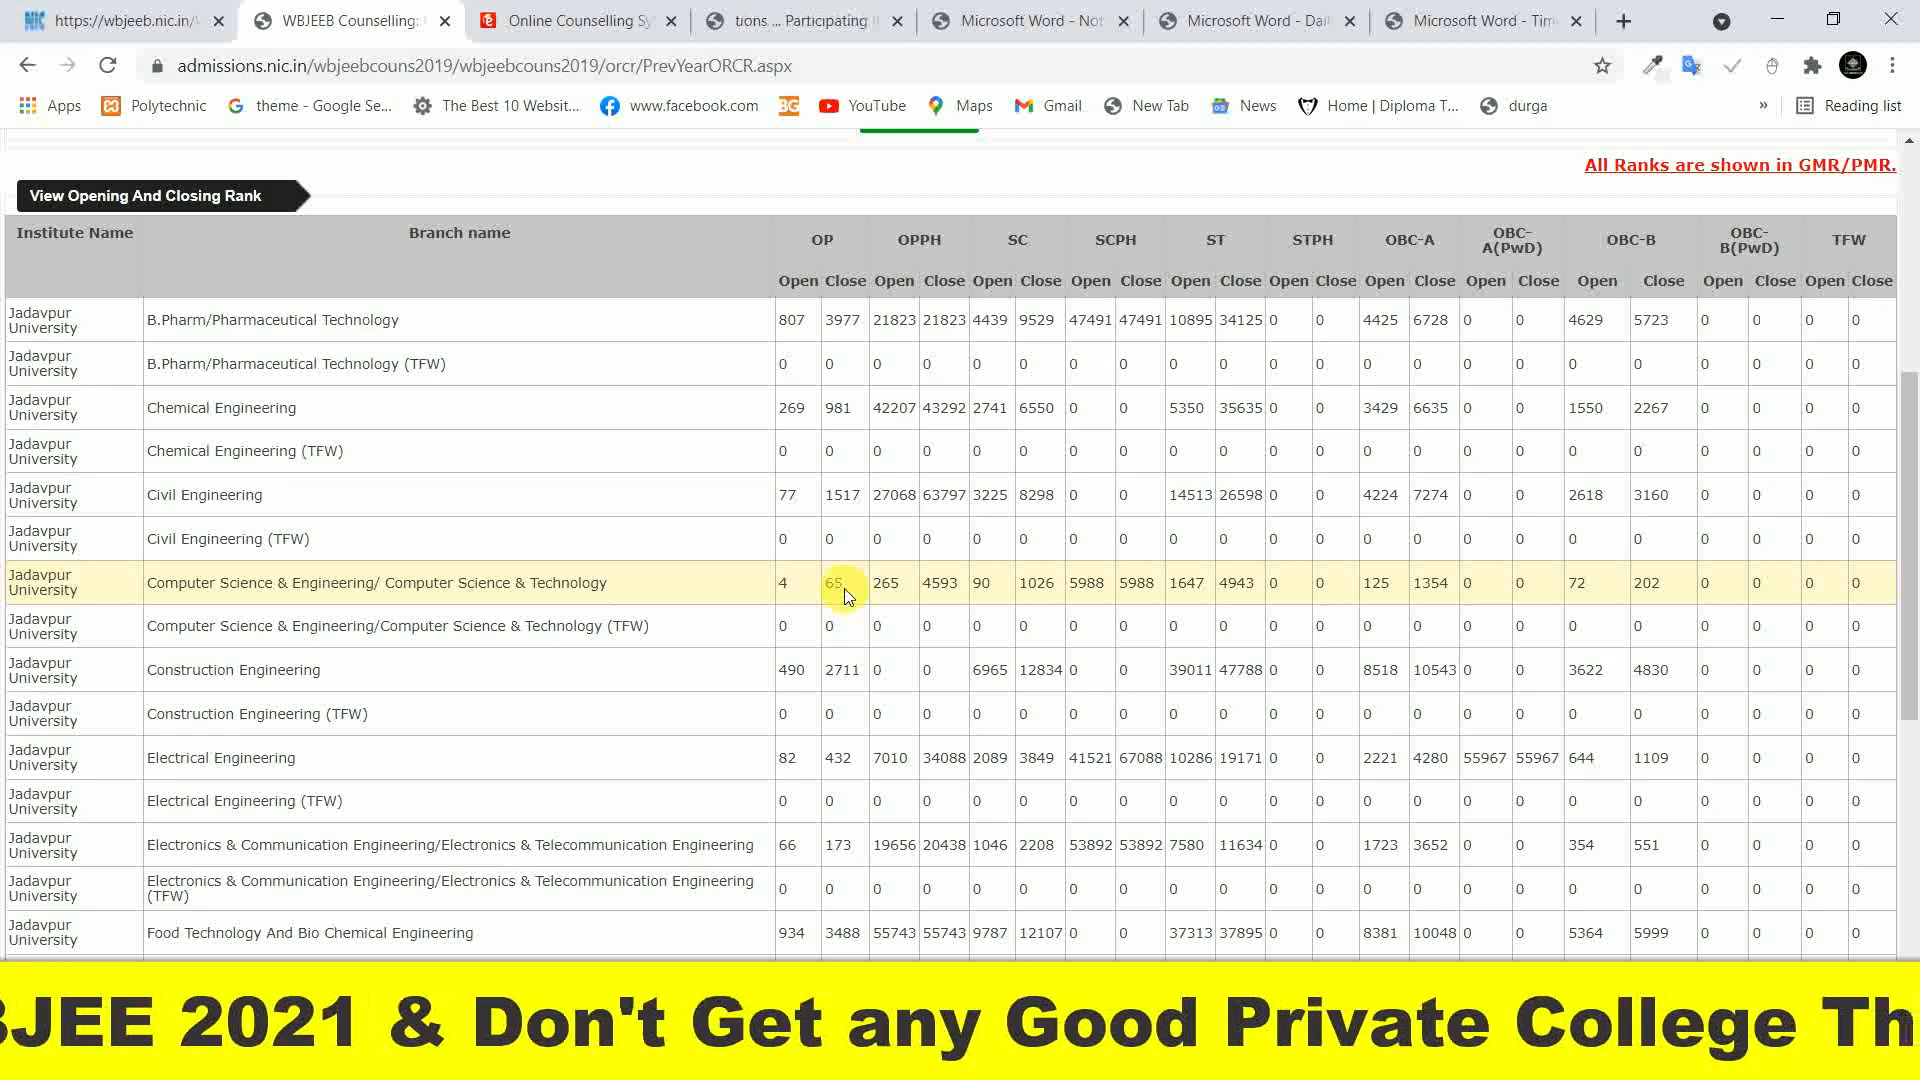 https://wbjeeb.nic.in/
WBJEEB Counselling:
Online Counselling Sy
tions ... Participating
Microsoft Word - Not
Microsoft Word - Dai
Microsoft Word - Tim
admissions.nic.in/wbjeebcouns2019/wbjeebcouns2019/orcr/PrevYearORCR.aspx
Apps Polytechnic theme - Google Se... The Best 10 Websit... www.facebook.com BG YouTube Maps Gmail New Tab News Home | Diploma T... durga » Reading list
All Ranks are shown in GMR/PMR.
View Opening And Closing Rank
Institute Name Branch name OP OPPH SC SCPH ST STPH OBC-A OBC-A(PwD) OBC-B OBC-B(PwD) TFW
Open Close Open Close Open Close Open Close Open Close Open Close Open Close Open Close Open Close Open Close Open Close
Jadavpur University B.Pharm/Pharmaceutical Technology 807 3977 21823 21823 4439 9529 47491 47491 10895 34125 0 0 4425 6728 0 0 4629 5723 0 0 0 0
Jadavpur University B.Pharm/Pharmaceutical Technology (TFW) 0 0 0 0 0 0 0 0 0 0 0 0 0 0 0 0 0 0 0 0 0 0
Jadavpur University Chemical Engineering 269 981 42207 43292 2741 6550 0 0 5350 35635 0 0 3429 6635 0 0 1550 2267 0 0 0 0
Jadavpur University Chemical Engineering (TFW) 0 0 0 0 0 0 0 0 0 0 0 0 0 0 0 0 0 0 0 0 0 0
Jadavpur University Civil Engineering 77 1517 27068 63797 3225 8298 0 0 14513 26598 0 0 4224 7274 0 0 2618 3160 0 0 0 0
Jadavpur University Civil Engineering (TFW) 0 0 0 0 0 0 0 0 0 0 0 0 0 0 0 0 0 0 0 0 0 0
Jadavpur University Computer Science & Engineering/ Computer Science & Technology 4 65 265 4593 90 1026 5988 5988 1647 4943 0 0 125 1354 0 0 72 202 0 0 0 0
Jadavpur University Computer Science & Engineering/Computer Science & Technology (TFW) 0 0 0 0 0 0 0 0 0 0 0 0 0 0 0 0 0 0 0 0 0 0
Jadavpur University Construction Engineering 490 2711 0 0 6965 12834 0 0 39011 47788 0 0 8518 10543 0 0 3622 4830 0 0 0 0
Jadavpur University Construction Engineering (TFW) 0 0 0 0 0 0 0 0 0 0 0 0 0 0 0 0 0 0 0 0 0 0
Jadavpur University Electrical Engineering 82 432 7010 34088 2089 3849 41521 67088 10286 19171 0 0 2221 4280 55967 55967 644 1109 0 0 0 0
Jadavpur University Electrical Engineering (TFW) 0 0 0 0 0 0 0 0 0 0 0 0 0 0 0 0 0 0 0 0 0 0
Jadavpur University Electronics & Communication Engineering/Electronics & Telecommunication Engineering 66 173 19656 20438 1046 2208 53892 53892 7580 11634 0 0 1723 3652 0 0 354 551 0 0 0 0
Jadavpur University Electronics & Communication Engineering/Electronics & Telecommunication Engineering (TFW) 0 0 0 0 0 0 0 0 0 0 0 0 0 0 0 0 0 0 0 0 0 0
Jadavpur University Food Technology And Bio Chemical Engineering 934 3488 55743 55743 9787 12107 0 0 37313 37895 0 0 8381 10048 0 0 5364 5999 0 0 0 0
BJEE 2021 & Don't Get any Good Private College Th